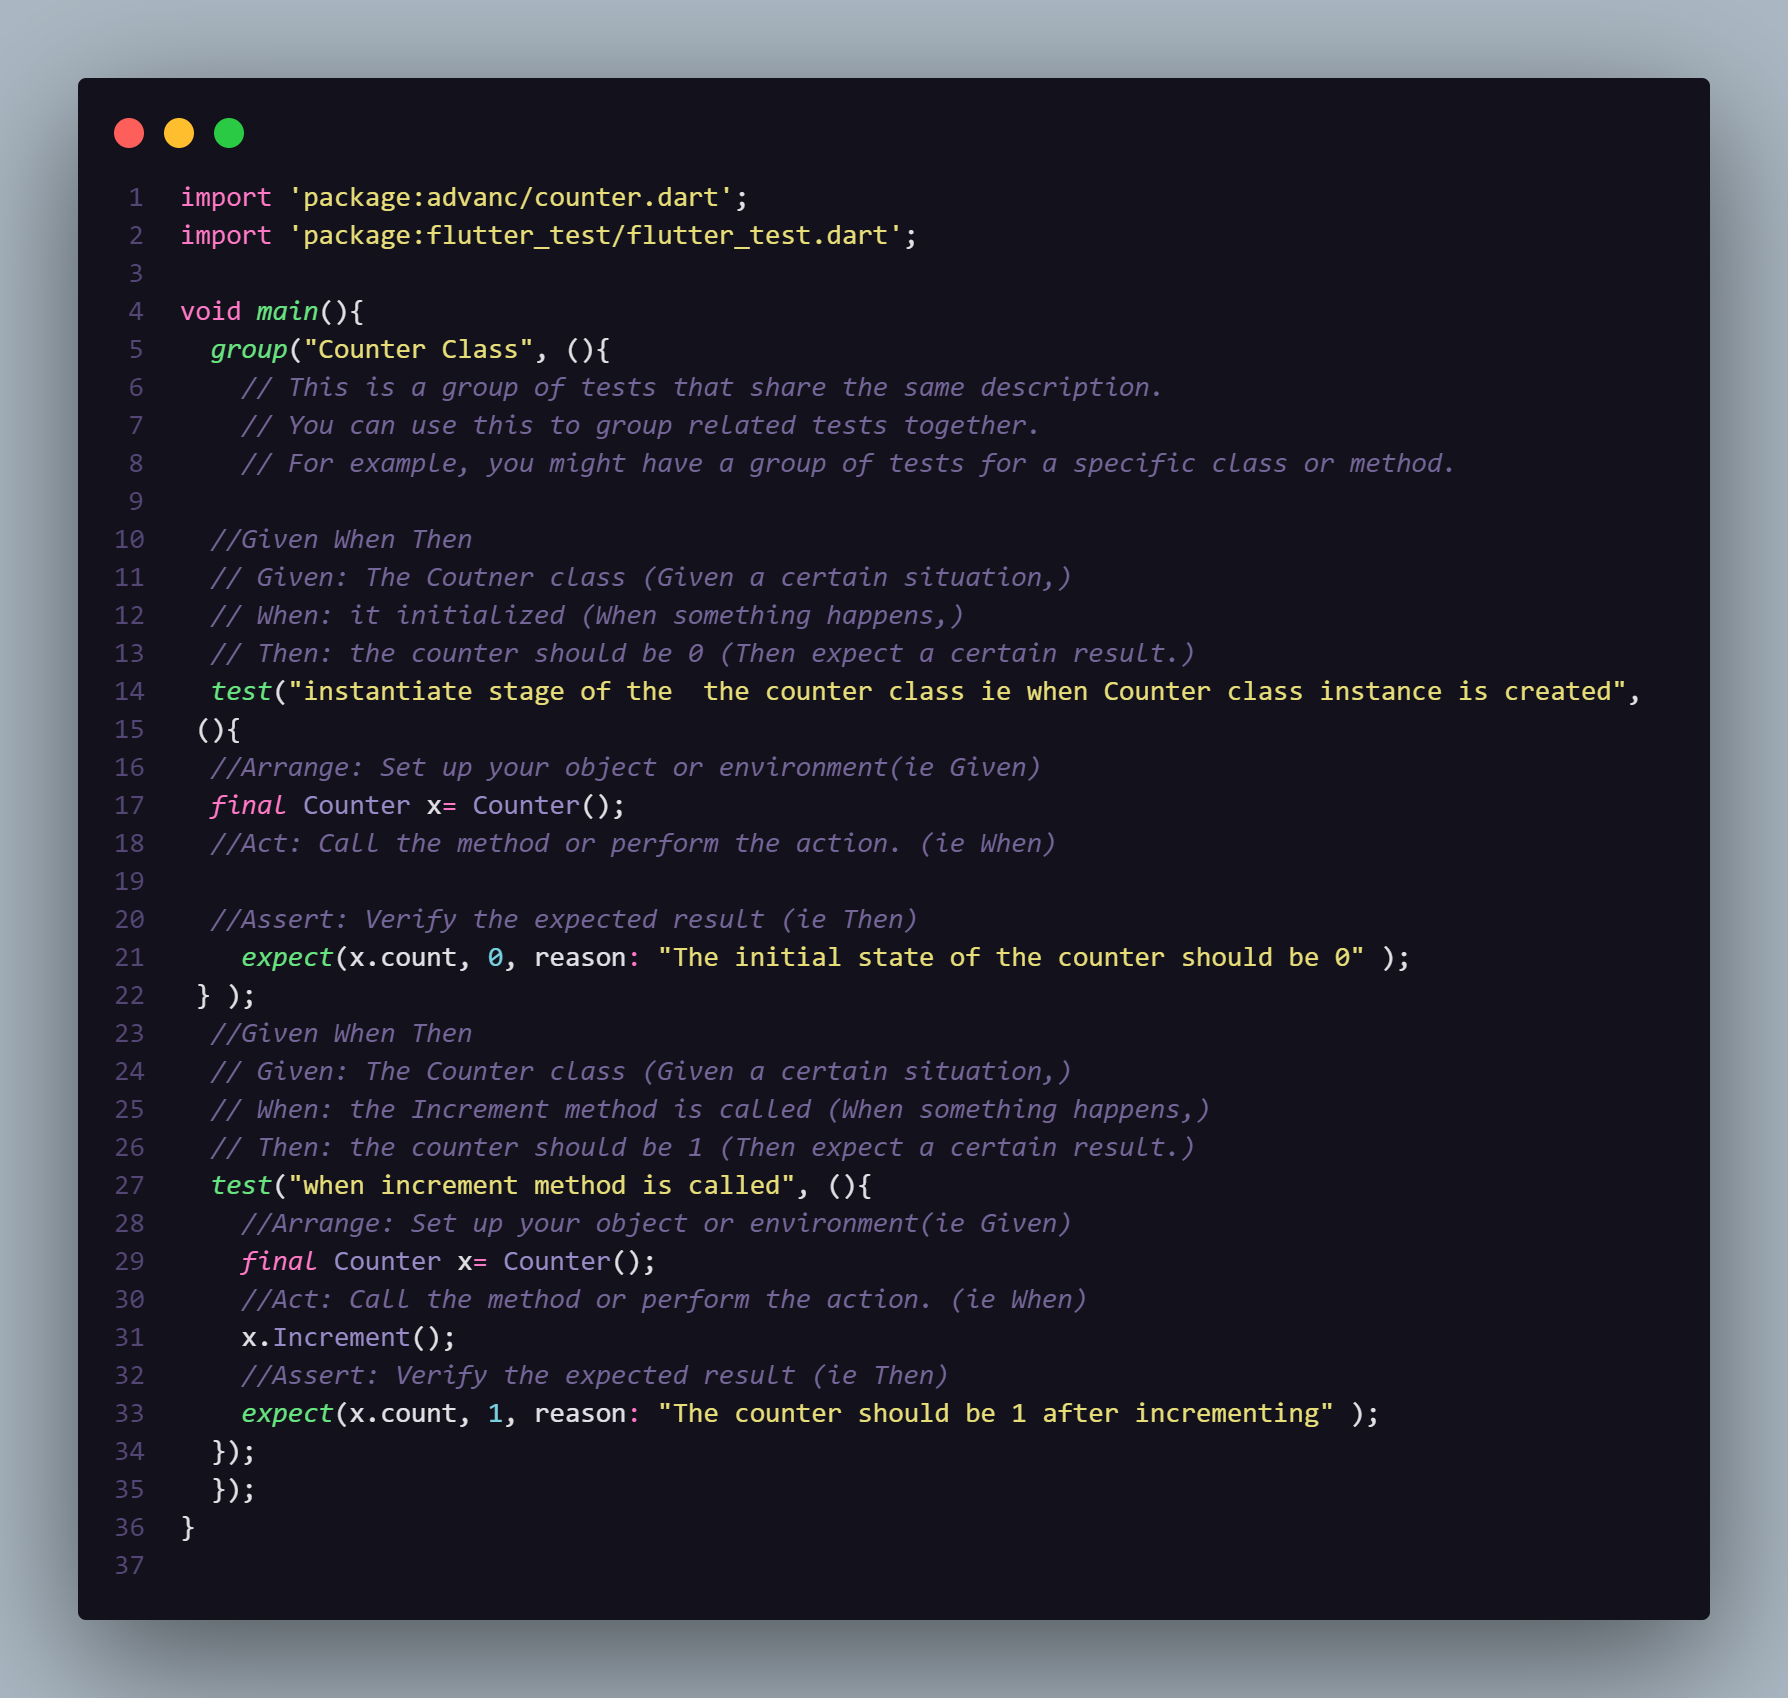 1 import 'package:advanc/counter.dart';
2 import 'package:flutter_test/flutter_test.dart';
3
4 void main(){
5   group("Counter Class", (){
6     // This is a group of tests that share the same description.
7     // You can use this to group related tests together.
8     // For example, you might have a group of tests for a specific class or method.
9
10   //Given When Then
11   // Given: The Coutner class (Given a certain situation,)
12   // When: it initialized (When something happens,)
13   // Then: the counter should be 0 (Then expect a certain result.)
14   test("instantiate stage of the  the counter class ie when Counter class instance is created",
15  (){
16   //Arrange: Set up your object or environment(ie Given)
17   final Counter x= Counter();
18   //Act: Call the method or perform the action. (ie When)
19
20   //Assert: Verify the expected result (ie Then)
21     expect(x.count, 0, reason: "The initial state of the counter should be 0" );
22  } );
23   //Given When Then
24   // Given: The Counter class (Given a certain situation,)
25   // When: the Increment method is called (When something happens,)
26   // Then: the counter should be 1 (Then expect a certain result.)
27   test("when increment method is called", (){
28     //Arrange: Set up your object or environment(ie Given)
29     final Counter x= Counter();
30     //Act: Call the method or perform the action. (ie When)
31     x.Increment();
32     //Assert: Verify the expected result (ie Then)
33     expect(x.count, 1, reason: "The counter should be 1 after incrementing" );
34   });
35   });
36 }
37